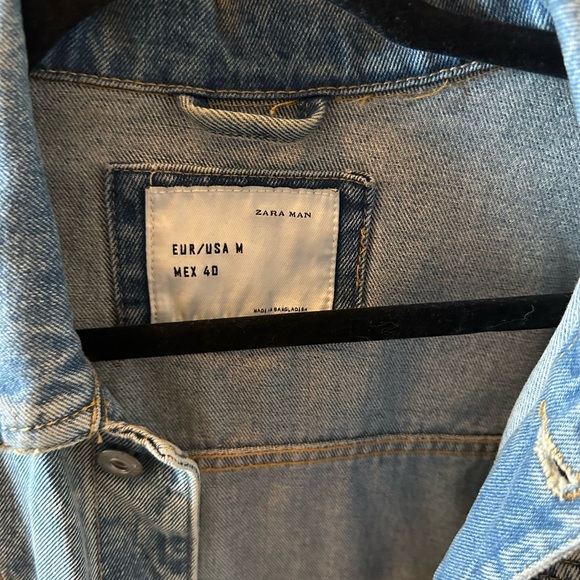 ZARA MAN
EUR/USA M
MEX 40
MADE IN BANGLADESH